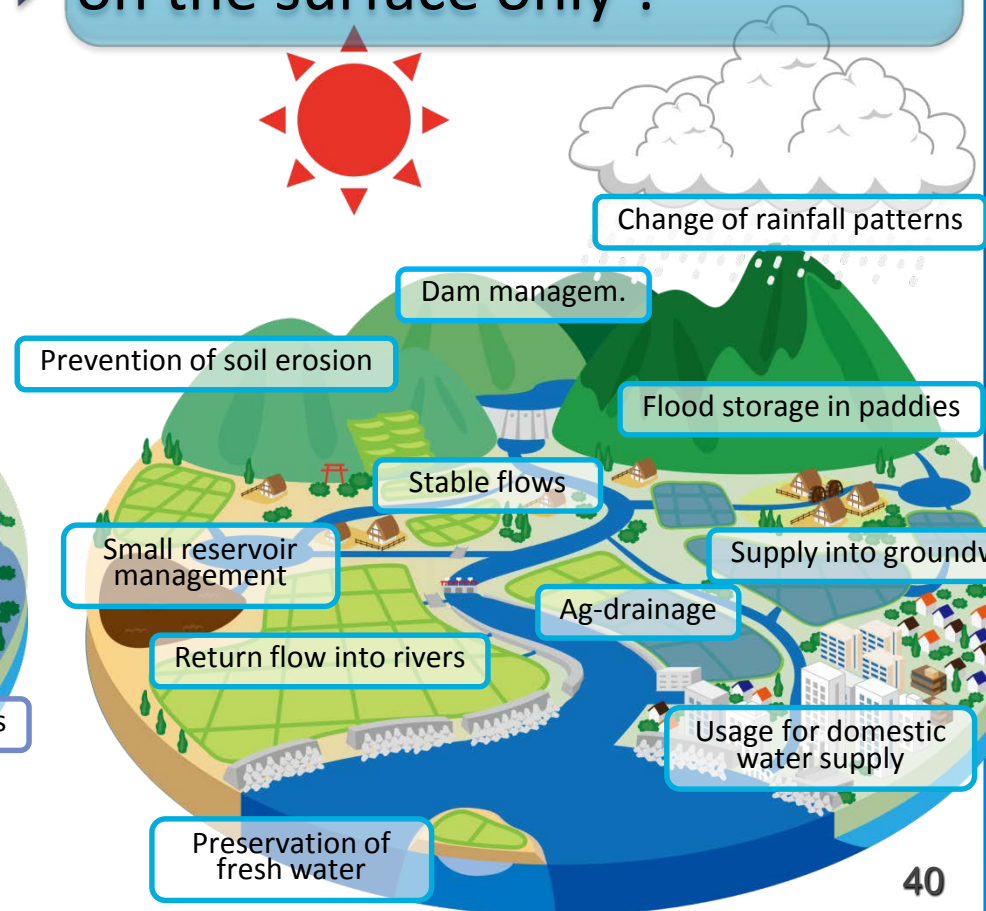 on the surface only ?
Change of rainfall patterns
Dam managem.
Prevention of soil erosion
Flood storage in paddies
Stable flows
Small reservoir
management
Supply into
Ag-drainage
Return flow into rivers
s
Usage for domestic
water supply
Preservation of
fresh water
40